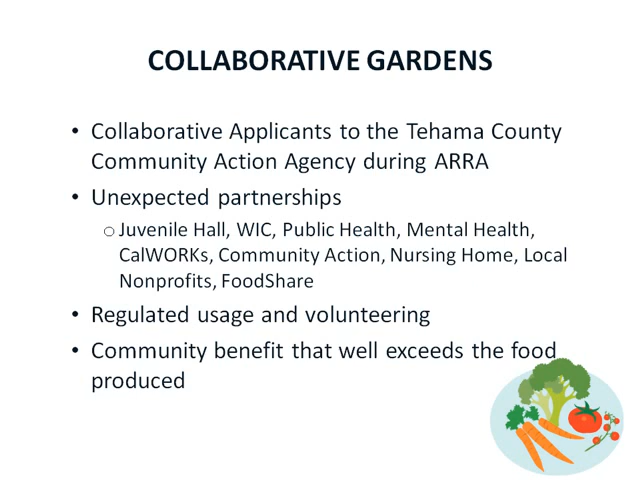 COLLABORATIVE GARDENS
• Collaborative Applicants to the Tehama County
Community Action Agency during ARRA
• Unexpected partnerships
○ Juvenile Hall, WIC, Public Health, Mental Health,
CalWORKs, Community Action, Nursing Home, Local
Nonprofits, FoodShare
• Regulated usage and volunteering
• Community benefit that well exceeds the food
produced